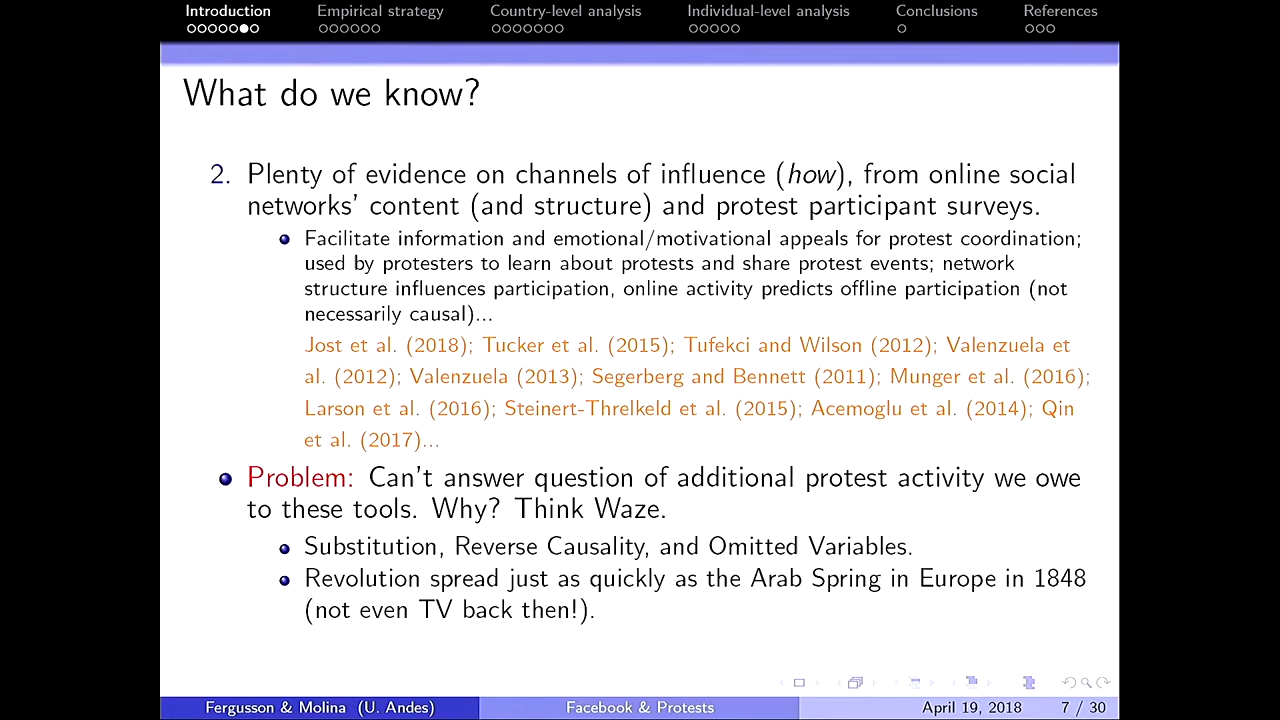 Introduction Empirical strategy Country-level analysis Individual-level analysis Conclusions References
What do we know?
2. Plenty of evidence on channels of influence (how), from online social
networks' content (and structure) and protest participant surveys.
Facilitate information and emotional/motivational appeals for protest coordination;
used by protesters to learn about protests and share protest events; network
structure influences participation, online activity predicts offline participation (not
necessarily causal)...
Jost et al. (2018); Tucker et al. (2015); Tufekci and Wilson (2012); Valenzuela et
al. (2012); Valenzuela (2013); Segerberg and Bennett (2011); Munger et al. (2016);
Larson et al. (2016); Steinert-Threlkeld et al. (2015); Acemoglu et al. (2014); Qin
et al. (2017)...
Problem: Can't answer question of additional protest activity we owe
to these tools. Why? Think Waze.
Substitution, Reverse Causality, and Omitted Variables.
Revolution spread just as quickly as the Arab Spring in Europe in 1848
(not even TV back then!).
Fergusson & Molina (U. Andes) Facebook & Protests April 19, 2018 7 / 30